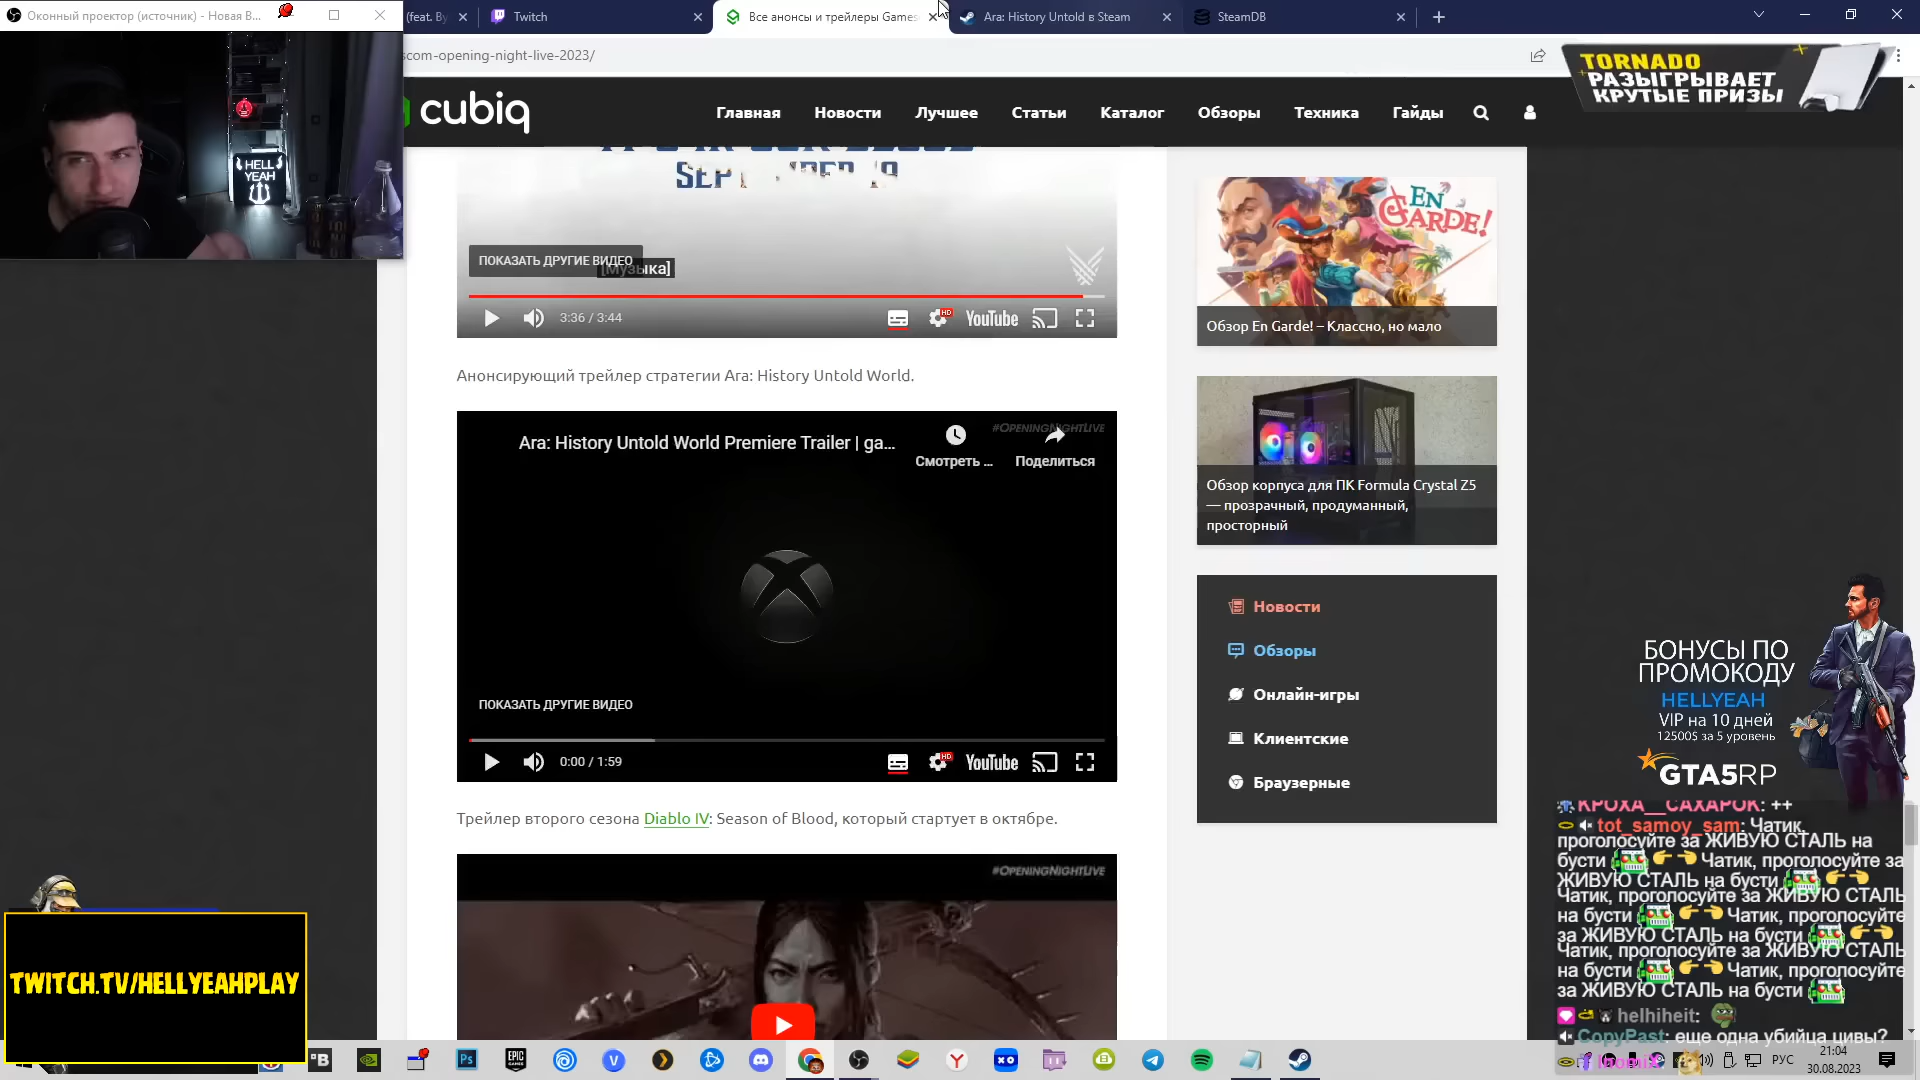 Оконный проектор (источник) - Новая В...
(feat. By
Twitch
Все анонсы и трейлеры Games
Ara: History Untold в Steam
SteamDB
com-opening-night-live-2023/
TORNADO
РАЗЫГРЫВАЕТ
КРУТЫЕ ПРИЗЫ
cubiq
Главная
Новости
Лучшее
Статьи
Каталог
Обзоры
Техника
Гайды
HELL
YEAH
ПОКАЗАТЬ ДРУГИЕ ВИДЕО
[Музыка]
3:36 / 3:44
YouTube
Анонсирующий трейлер стратегии Ara: History Untold World.
#OPENINGNIGHTLIVE
Ara: History Untold World Premiere Trailer | ga...
Смотреть ...
Поделиться
ПОКАЗАТЬ ДРУГИЕ ВИДЕО
0:00 / 1:59
YouTube
Трейлер второго сезона Diablo IV: Season of Blood, который стартует в октябре.
#OPENINGNIGHTLIVE
EN GARDE!
Обзор En Garde! – Классно, но мало
Обзор корпуса для ПК Formula Crystal Z5
— прозрачный, продуманный,
просторный
Новости
Обзоры
Онлайн-игры
Клиентские
Браузерные
БОНУСЫ ПО
ПРОМОКОДУ
HELLYEAH
VIP на 10 дней
12500$ за 5 уровень
GTA5RP
КРОХА__САХАРОК: ++
tot_samoy_sam: Чатик,
проголосуйте за ЖИВУЮ СТАЛЬ на
бусти Чатик, проголосуйте за
ЖИВУЮ СТАЛЬ на бусти
Чатик, проголосуйте за ЖИВУЮ СТАЛЬ
на бусти Чатик, проголосуйте
за ЖИВУЮ СТАЛЬ на бусти
Чатик, проголосуйте за ЖИВУЮ СТАЛЬ
на бусти Чатик, проголосуйте
за ЖИВУЮ СТАЛЬ на бусти
helhiheit:
CopyPast: еще одна убийца цивы?
TWITCH.TV/HELLYEAHPLAY
РУС
21:04
30.08.2023